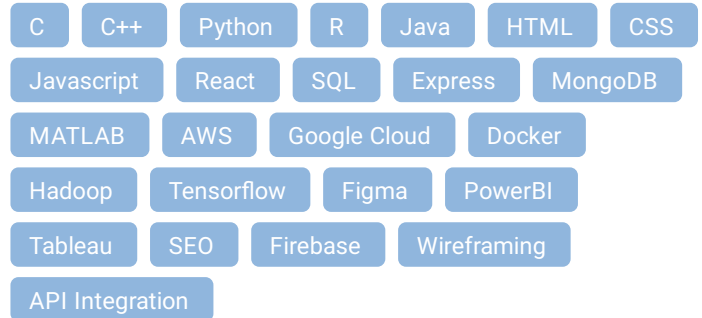 C C++ Python R Java HTML CSS
Javascript React SQL Express MongoDB
MATLAB AWS Google Cloud Docker
Hadoop Tensorflow Figma PowerBI
Tableau SEO Firebase Wireframing
API Integration